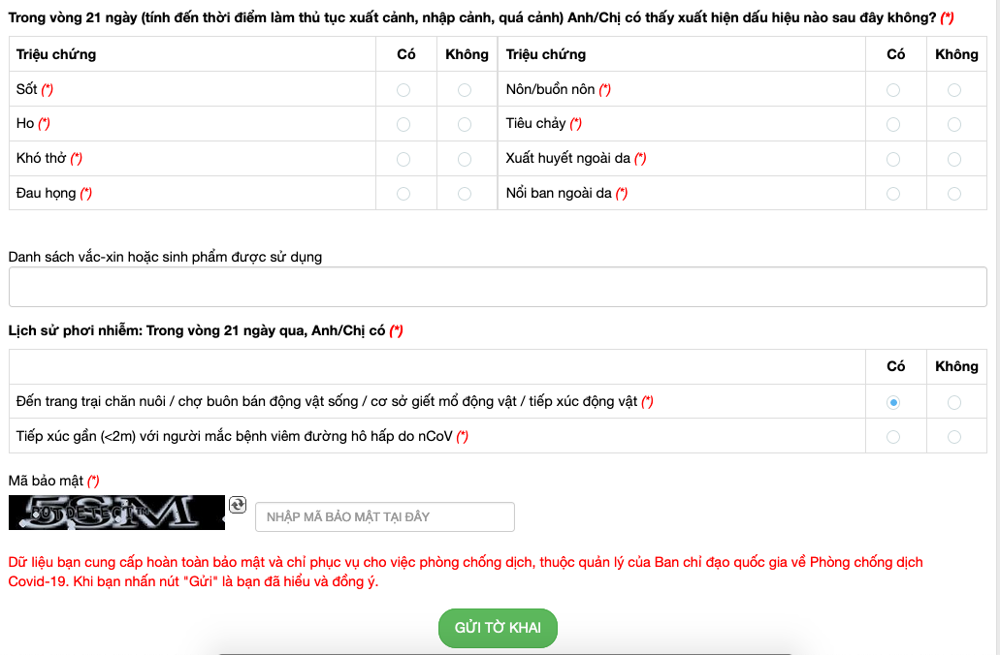 Trong vòng 21 ngày (tính đến thời điểm làm thủ tục xuất cảnh, nhập cảnh, quá cảnh) Anh/Chị có thấy xuất hiện dấu hiệu nào sau đây không? (*)
Triệu chứng Có Không Triệu chứng Có Không
Sốt (*) Nôn/buồn nôn (*)
Ho (*) Tiêu chảy (*)
Khó thở (*) Xuất huyết ngoài da (*)
Đau họng (*) Nổi ban ngoài da (*)
Danh sách vắc-xin hoặc sinh phẩm được sử dụng
Lịch sử phơi nhiễm: Trong vòng 21 ngày qua, Anh/Chị có (*)
Có Không
Đến trang trại chăn nuôi / chợ buôn bán động vật sống / cơ sở giết mổ động vật / tiếp xúc động vật (*)
Tiếp xúc gần (<2m) với người mắc bệnh viêm đường hô hấp do nCoV (*)
Mã bảo mật (*)
NHẬP MÃ BẢO MẬT TẠI ĐÂY
Dữ liệu bạn cung cấp hoàn toàn bảo mật và chỉ phục vụ cho việc phòng chống dịch, thuộc quản lý của Ban chỉ đạo quốc gia về Phòng chống dịch
Covid-19. Khi bạn nhấn nút "Gửi" là bạn đã hiểu và đồng ý.
GỬI TỜ KHAI